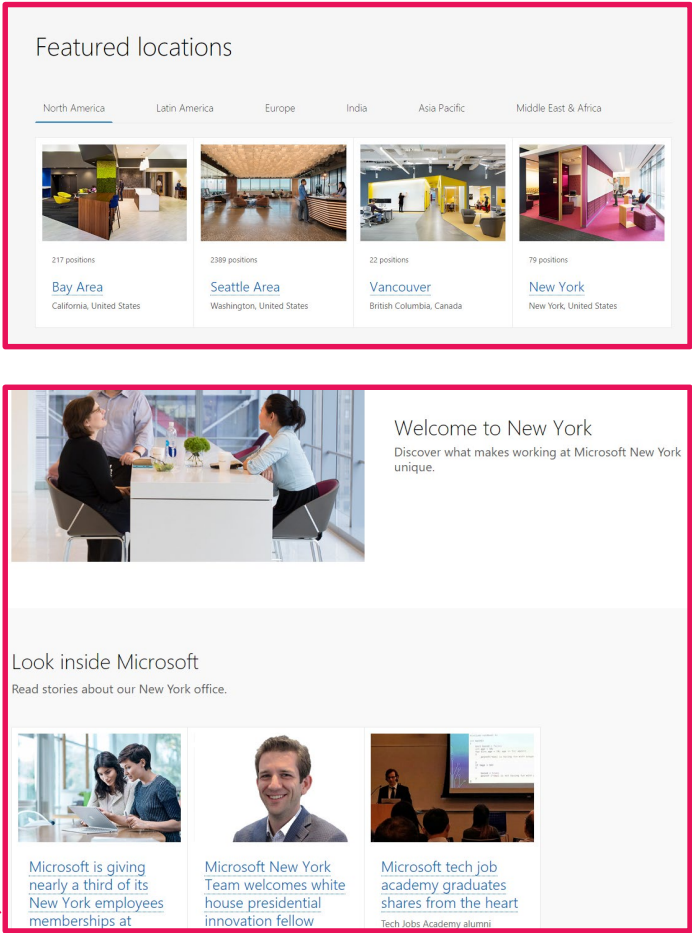 Featured locations
North America Latin America Europe India Asia Pacific Middle East & Africa
217 positions
Bay Area
California, United States
2389 positions
Seattle Area
Washington, United States
22 positions
Vancouver
British Columbia, Canada
79 positions
New York
New York, United States
Welcome to New York
Discover what makes working at Microsoft New York
unique.
Look inside Microsoft
Read stories about our New York office.
Microsoft is giving
nearly a third of its
New York employees
memberships at
Microsoft New York
Team welcomes white
house presidential
innovation fellow
Microsoft tech job
academy graduates
shares from the heart
Tech Jobs Academy alumni